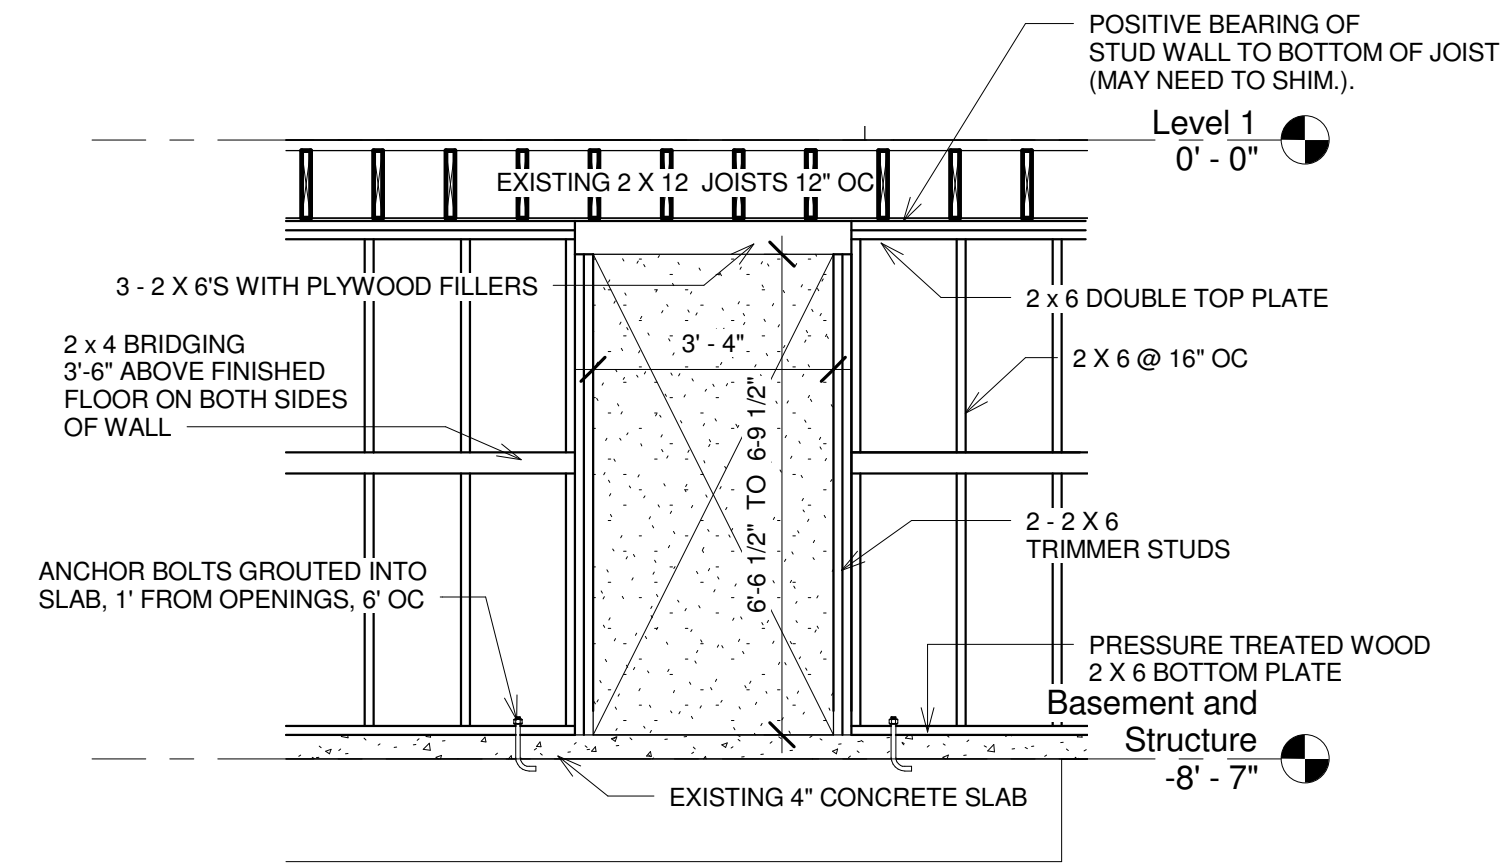 POSITIVE BEARING OF
STUD WALL TO BOTTOM OF JOIST
(MAY NEED TO SHIM.).
Level 1
0' - 0"
EXISTING 2 X 12 JOISTS 12" OC
3 - 2 X 6'S WITH PLYWOOD FILLERS
2 x 6 DOUBLE TOP PLATE
2 x 4 BRIDGING
3'-6" ABOVE FINISHED
FLOOR ON BOTH SIDES
OF WALL
3' - 4"
2 X 6 @ 16" OC
6'-6 1/2" TO 6-9 1/2"
2 - 2 X 6
TRIMMER STUDS
ANCHOR BOLTS GROUTED INTO
SLAB, 1' FROM OPENINGS, 6' OC
PRESSURE TREATED WOOD
2 X 6 BOTTOM PLATE
Basement and
Structure
-8' - 7"
EXISTING 4" CONCRETE SLAB